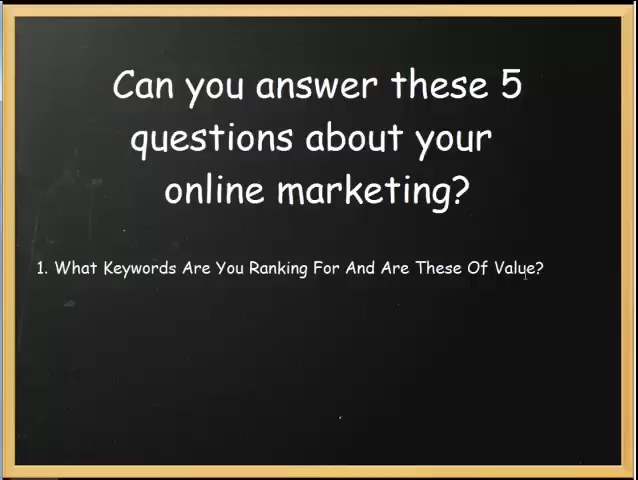 Can you answer these 5
questions about your
online marketing?
1. What Keywords Are You Ranking For And Are These Of Value?